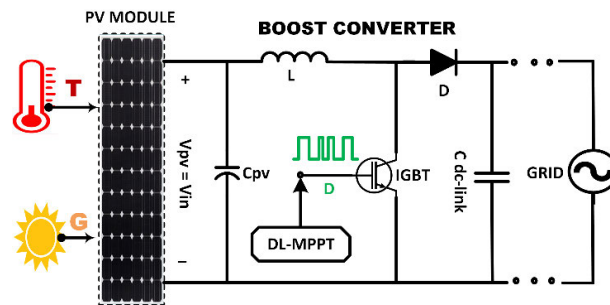 PV MODULE
BOOST CONVERTER
T
G
+
Vpv = Vin
−
Cpv
L
D
IGBT
D
DL-MPPT
C dc-link
GRID